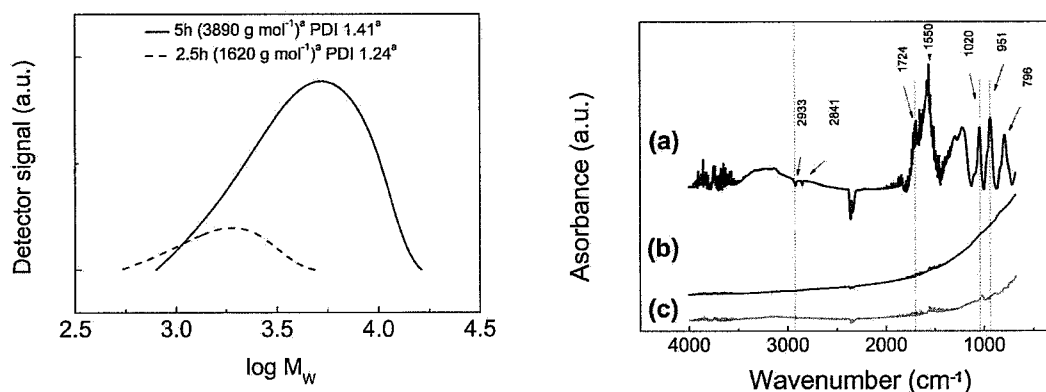 5h (3890 g mol⁻¹)ᵃ PDI 1.41ᵃ
2.5h (1620 g mol⁻¹)ᵃ PDI 1.24ᵃ
Detector signal (a.u.)
2.5 3.0 3.5 4.0 4.5
log M_W
Asorbance (a.u.)
2933
2841
1724
1550
1020
951
796
(a)
(b)
(c)
4000 3000 2000 1000
Wavenumber (cm⁻¹)